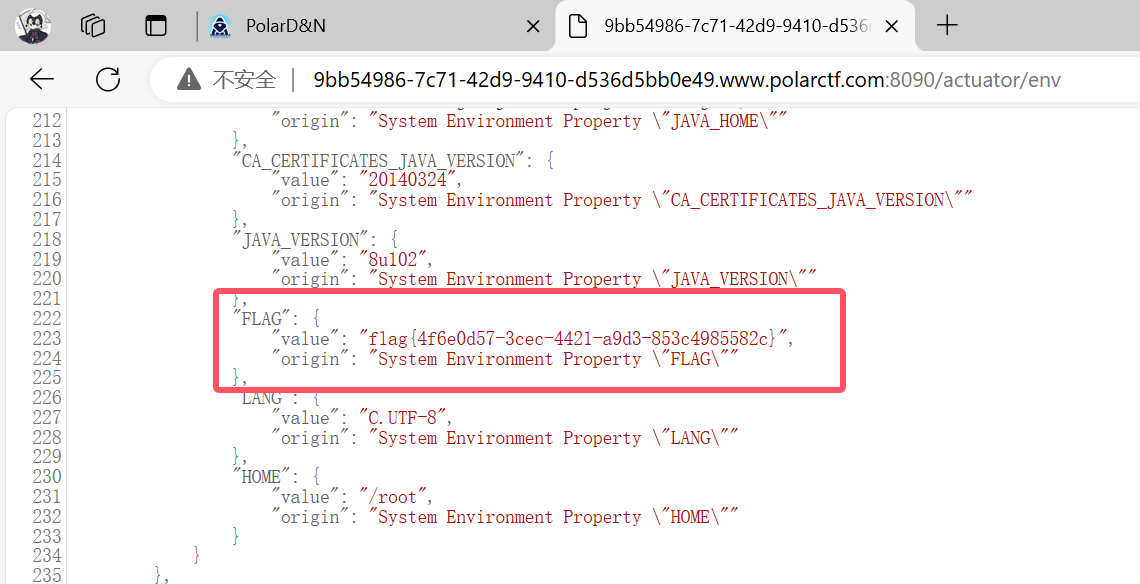 PolarD&N
9bb54986-7c71-42d9-9410-d536
不安全 | 9bb54986-7c71-42d9-9410-d536d5bb0e49.www.polarctf.com:8090/actuator/env
212 "origin": "System Environment Property \"JAVA_HOME\""
213 },
214 "CA_CERTIFICATES_JAVA_VERSION": {
215 "value": "20140324",
216 "origin": "System Environment Property \"CA_CERTIFICATES_JAVA_VERSION\""
217 },
218 "JAVA_VERSION": {
219 "value": "8u102",
220 "origin": "System Environment Property \"JAVA_VERSION\""
221 },
222 "FLAG": {
223 "value": "flag{4f6e0d57-3cec-4421-a9d3-853c4985582c}",
224 "origin": "System Environment Property \"FLAG\""
225 },
226 "LANG": {
227 "value": "C.UTF-8",
228 "origin": "System Environment Property \"LANG\""
229 },
230 "HOME": {
231 "value": "/root",
232 "origin": "System Environment Property \"HOME\""
233 }
234 }
235 },